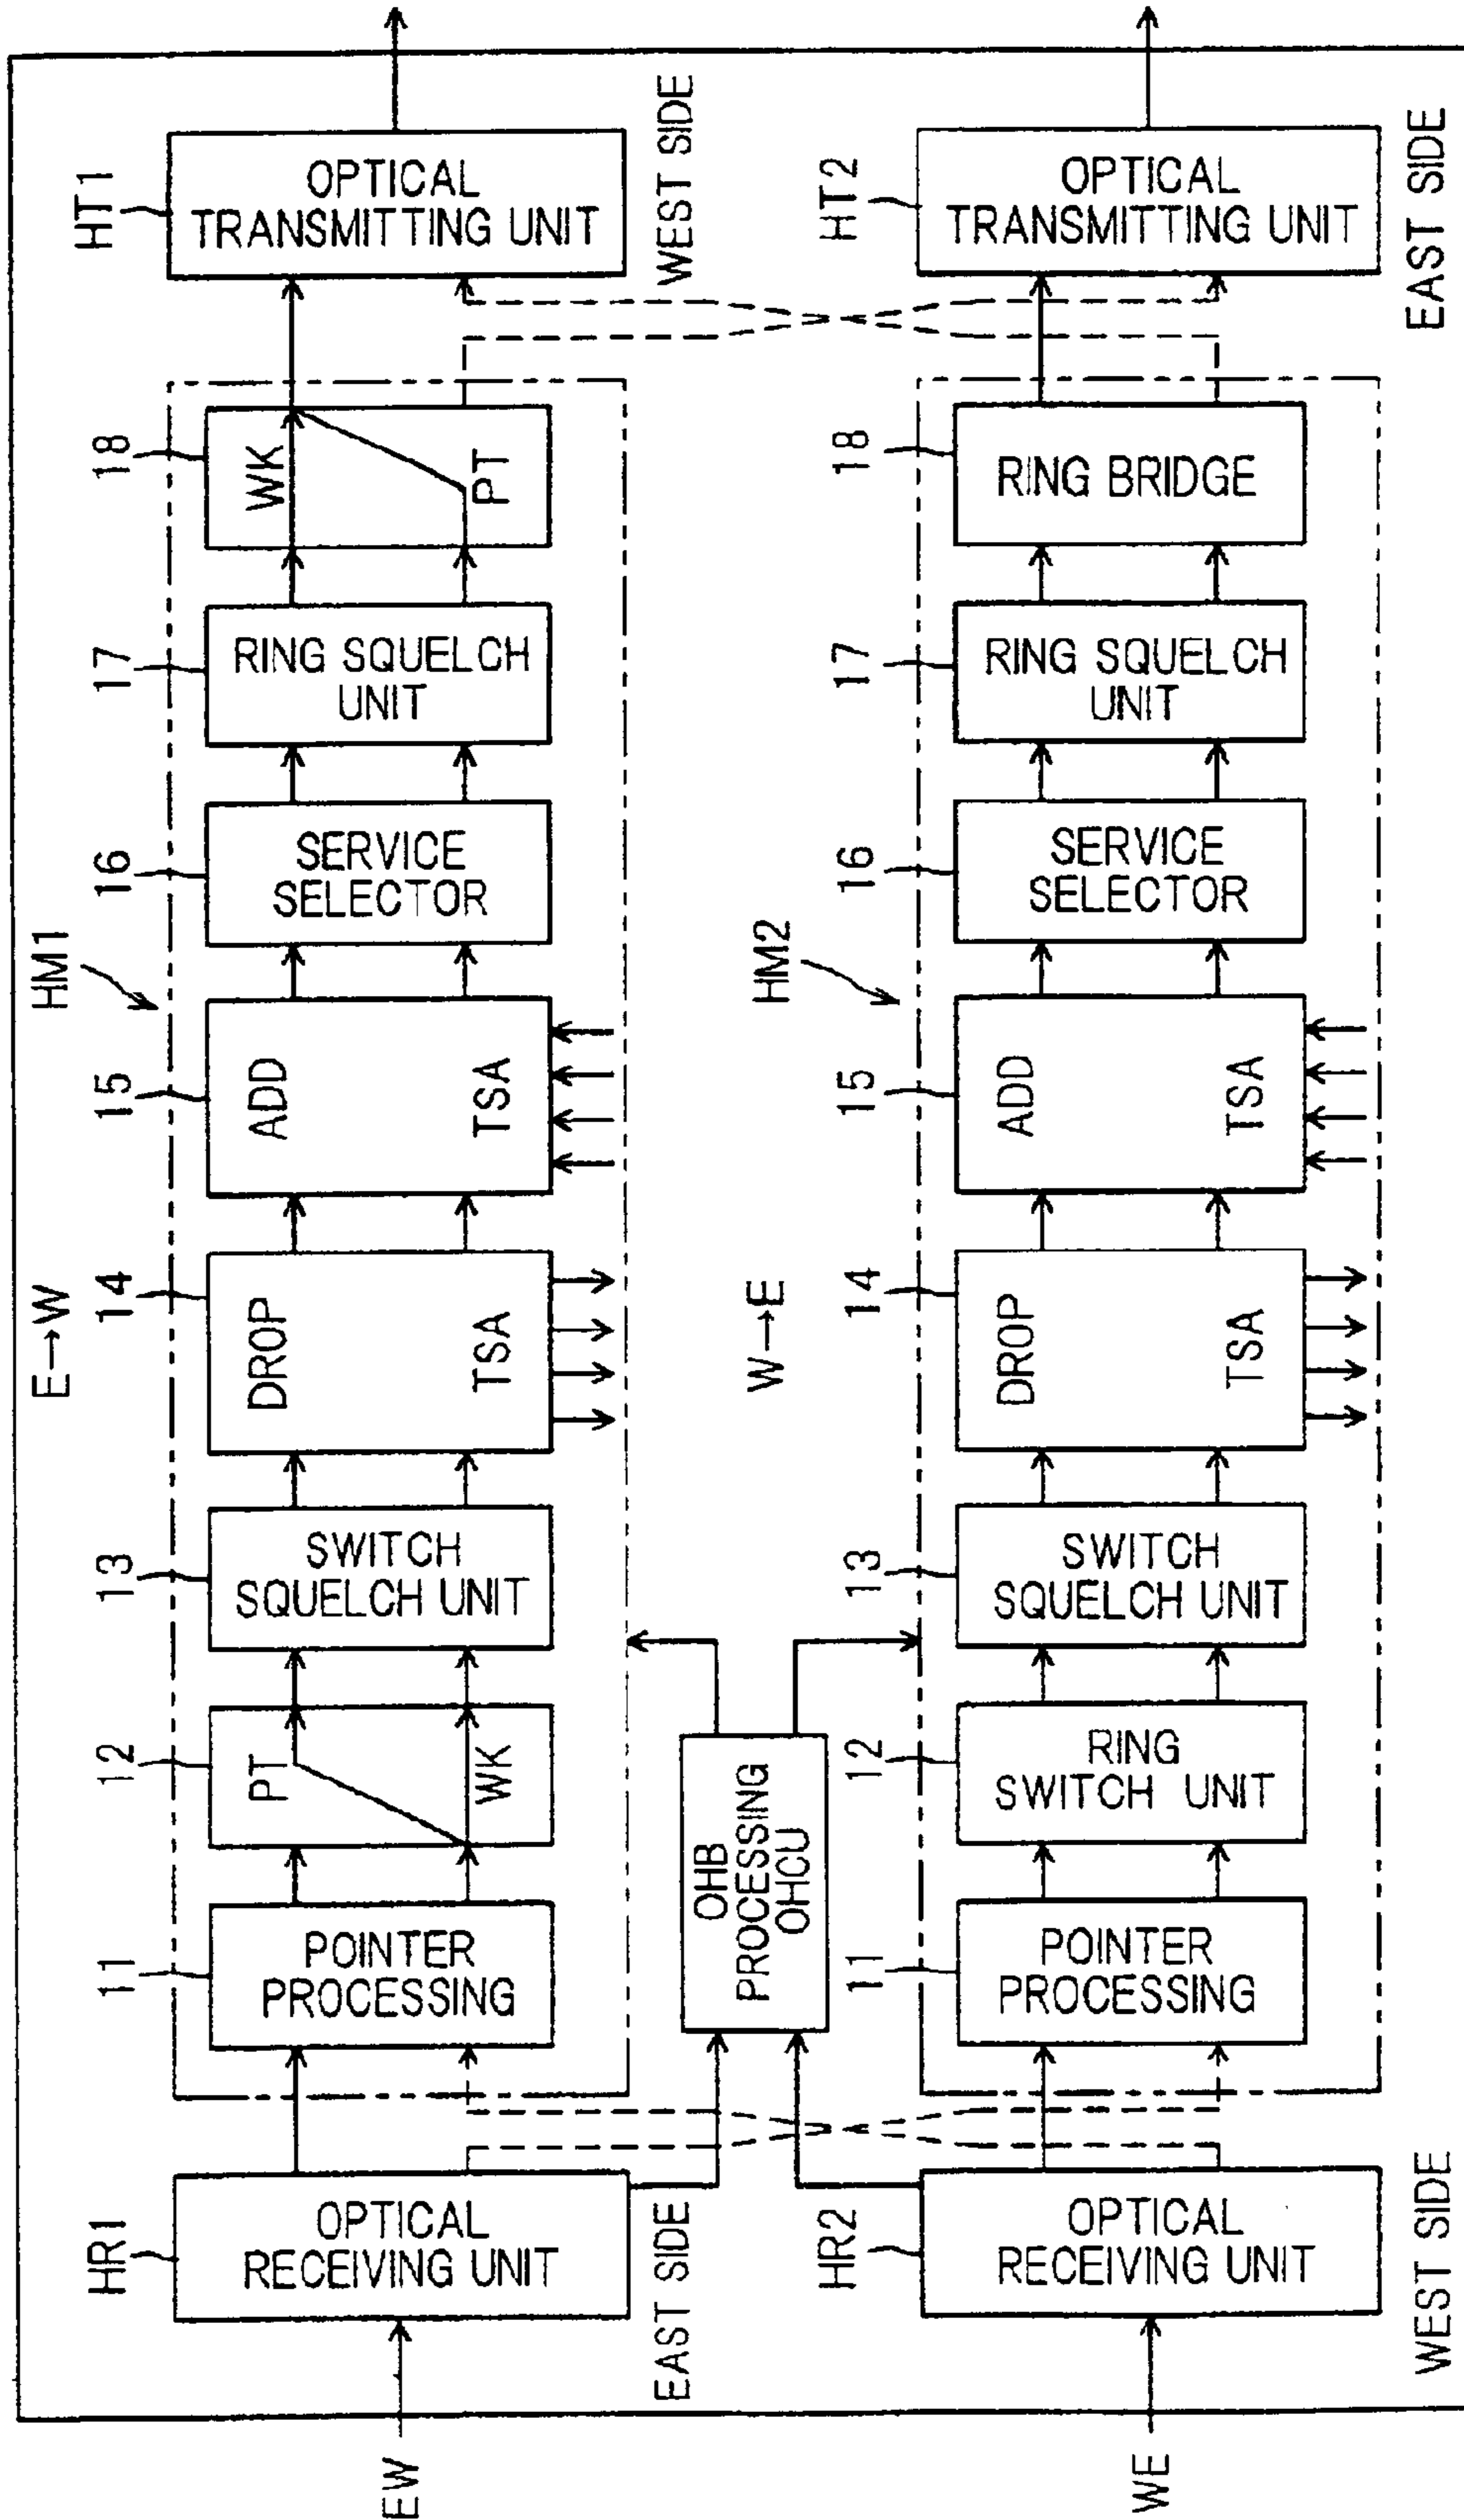 E→W
HM1
EW
HR1
OPTICAL
RECEIVING UNIT
EAST SIDE
11
POINTER
PROCESSING
12
PT
WK
13
SWITCH
SQUELCH UNIT
14
DROP
TSA
15
ADD
TSA
16
SERVICE
SELECTOR
17
RING SQUELCH
UNIT
18
WK
PT
HT1
OPTICAL
TRANSMITTING UNIT
WEST SIDE
OHB
PROCESSING
OHCU
W→E
HM2
WE
HR2
OPTICAL
RECEIVING UNIT
WEST SIDE
11
POINTER
PROCESSING
12
RING
SWITCH UNIT
13
SWITCH
SQUELCH UNIT
14
DROP
TSA
15
ADD
TSA
16
SERVICE
SELECTOR
17
RING SQUELCH
UNIT
18
RING BRIDGE
HT2
OPTICAL
TRANSMITTING UNIT
EAST SIDE